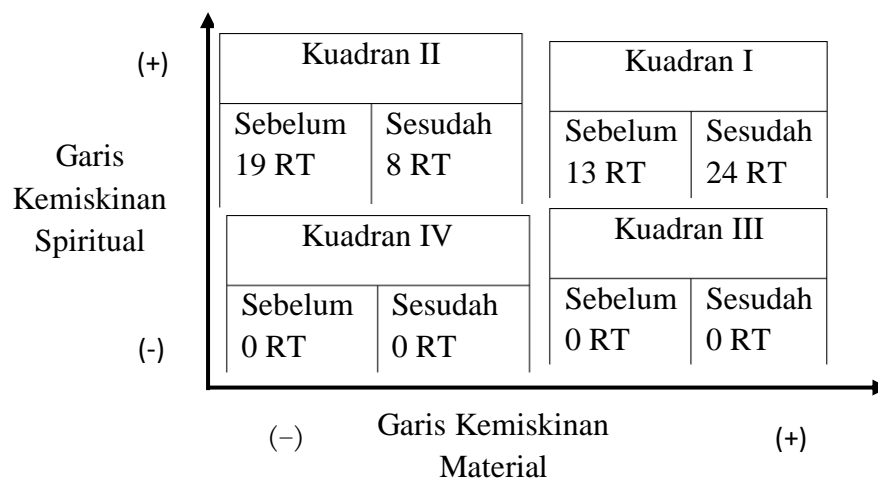 (+)
Garis
Kemiskinan
Spiritual
(-)
Kuadran II
Sebelum
19 RT
Sesudah
8 RT
Kuadran I
Sebelum
13 RT
Sesudah
24 RT
Kuadran IV
Sebelum
0 RT
Sesudah
0 RT
Kuadran III
Sebelum
0 RT
Sesudah
0 RT
(−)
Garis Kemiskinan
Material
(+)